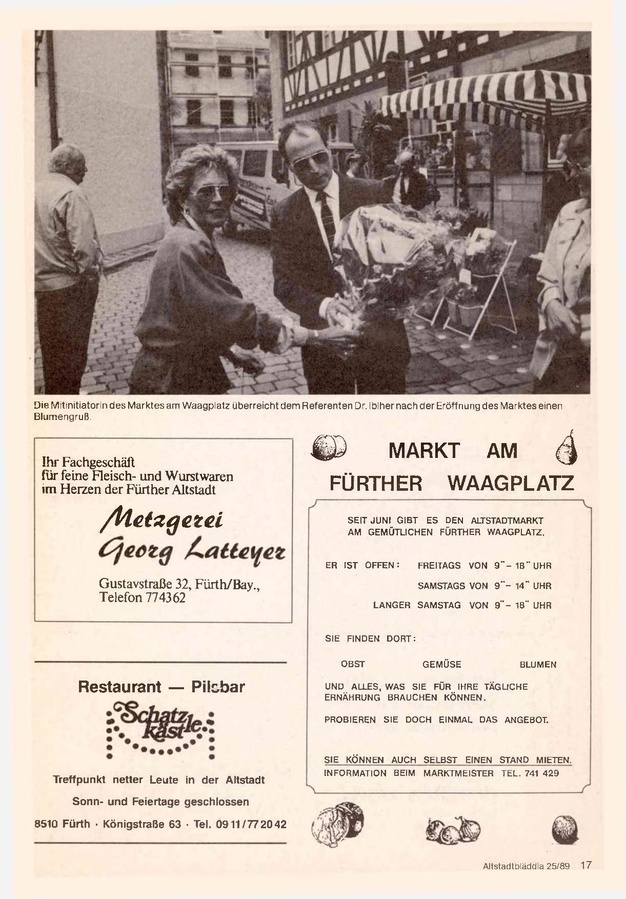 Die Mitinitiatorin des Marktes am Waagplatz überreicht dem Referenten Dr. Iblher nach der Eröffnung des Marktes einen
Blumengruß.
Ihr Fachgeschäft
für feine Fleisch- und Wurstwaren
im Herzen der Fürther Altstadt
Metzgerei
Georg Latteyer
Gustavstraße 32, Fürth/Bay.,
Telefon 774362
Restaurant — Pilsbar
Schatz
kästle
Treffpunkt netter Leute in der Altstadt
Sonn- und Feiertage geschlossen
8510 Fürth · Königstraße 63 · Tel. 0911/772042
MARKT AM
FÜRTHER WAAGPLATZ
SEIT JUNI GIBT ES DEN ALTSTADTMARKT
AM GEMÜTLICHEN FÜRTHER WAAGPLATZ.
ER IST OFFEN: FREITAGS VON 9⁰⁰– 18⁰⁰ UHR
SAMSTAGS VON 9⁰⁰– 14⁰⁰ UHR
LANGER SAMSTAG VON 9⁰⁰– 16⁰⁰ UHR
SIE FINDEN DORT:
OBST GEMÜSE BLUMEN
UND ALLES, WAS SIE FÜR IHRE TÄGLICHE
ERNÄHRUNG BRAUCHEN KÖNNEN.
PROBIEREN SIE DOCH EINMAL DAS ANGEBOT.
SIE KÖNNEN AUCH SELBST EINEN STAND MIETEN.
INFORMATION BEIM MARKTMEISTER TEL. 741 429
Altstadtbläddla 25/89 17